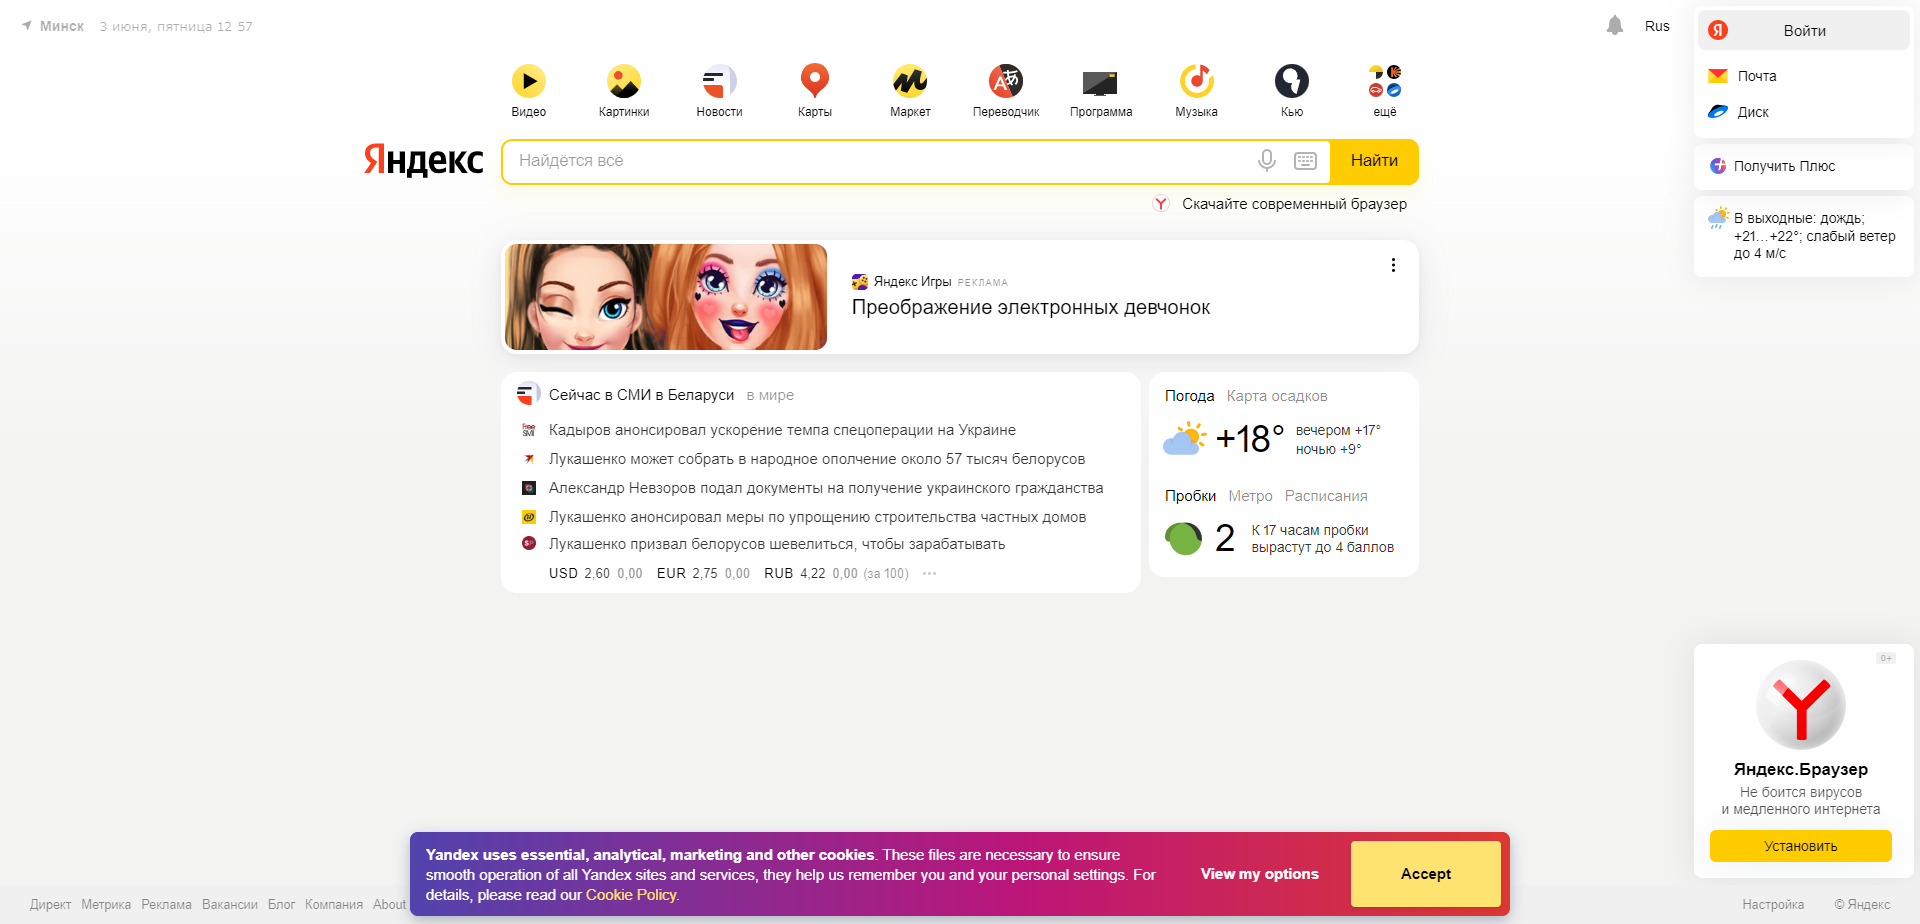 Минск 3 июня, пятница 12 57
Rus
Войти
Почта
Диск
Получить Плюс
В выходные: дождь;
+21…+22°; слабый ветер
до 4 м/с
Видео Картинки Новости Карты Маркет Переводчик Программа Музыка Кью ещё
Яндекс Найдётся всё Найти
Скачайте современный браузер
Яндекс Игры РЕКЛАМА
Преображение электронных девчонок
Сейчас в СМИ в Беларуси в мире
Кадыров анонсировал ускорение темпа спецоперации на Украине
Лукашенко может собрать в народное ополчение около 57 тысяч белорусов
Александр Невзоров подал документы на получение украинского гражданства
Лукашенко анонсировал меры по упрощению строительства частных домов
Лукашенко призвал белорусов шевелиться, чтобы зарабатывать
USD 2,60 0,00 EUR 2,75 0,00 RUB 4,22 0,00 (за 100)
Погода Карта осадков
+18°
вечером +17°
ночью +9°
Пробки Метро Расписания
2
К 17 часам пробки
вырастут до 4 баллов
0+
Яндекс.Браузер
Не боится вирусов
и медленного интернета
Установить
Yandex uses essential, analytical, marketing and other cookies. These files are necessary to ensure
smooth operation of all Yandex sites and services, they help us remember you and your personal settings. For
details, please read our Cookie Policy.
View my options
Accept
Директ Метрика Реклама Вакансии Блог Компания About
Настройка © Яндекс